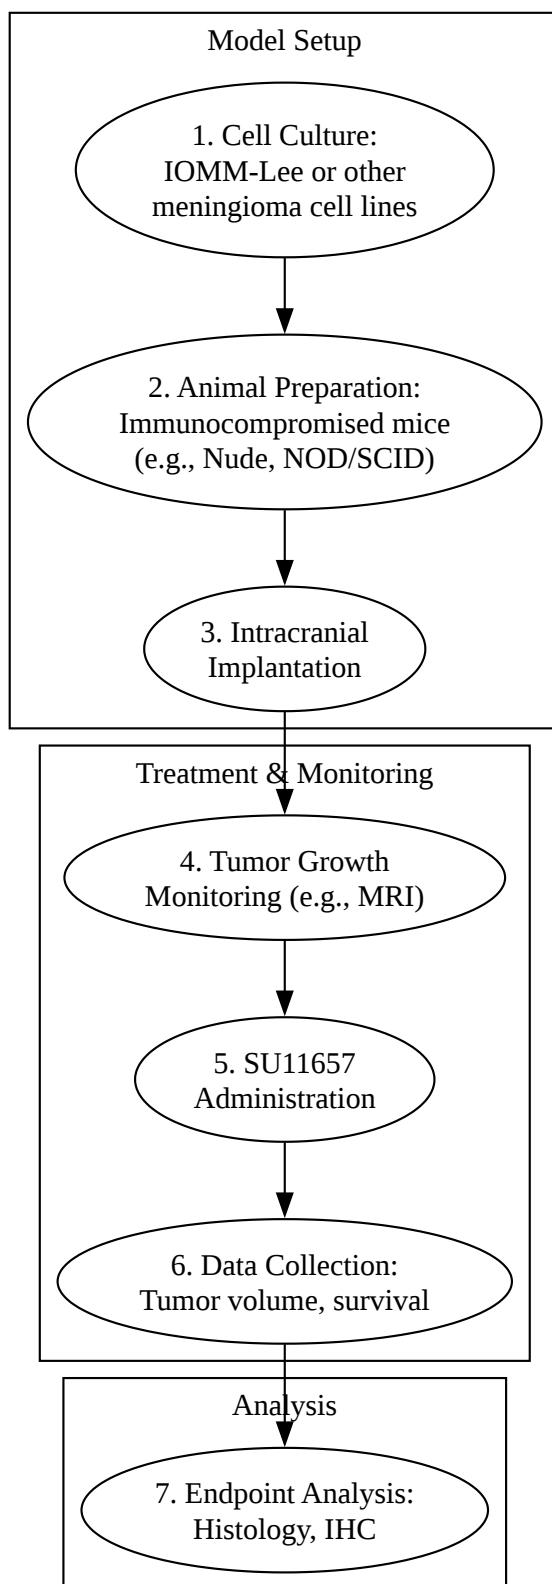 Model Setup
1. Cell Culture:
IOMM-Lee or other
meningioma cell lines
2. Animal Preparation:
Immunocompromised mice
(e.g., Nude, NOD/SCID)
3. Intracranial
Implantation
Treatment & Monitoring
4. Tumor Growth
Monitoring (e.g., MRI)
5. SU11657
Administration
6. Data Collection:
Tumor volume, survival
Analysis
7. Endpoint Analysis:
Histology, IHC